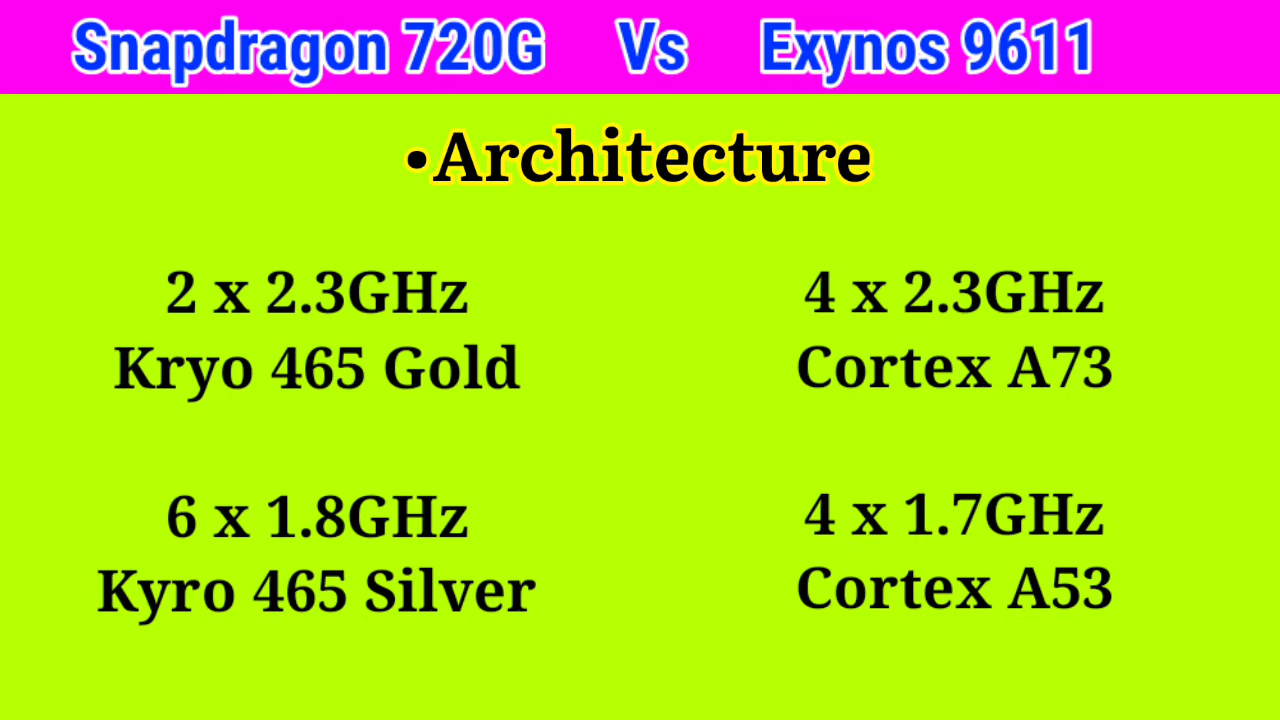 Snapdragon 720G Vs Exynos 9611
•Architecture
2 x 2.3GHz
Kryo 465 Gold
4 x 2.3GHz
Cortex A73
6 x 1.8GHz
Kyro 465 Silver
4 x 1.7GHz
Cortex A53